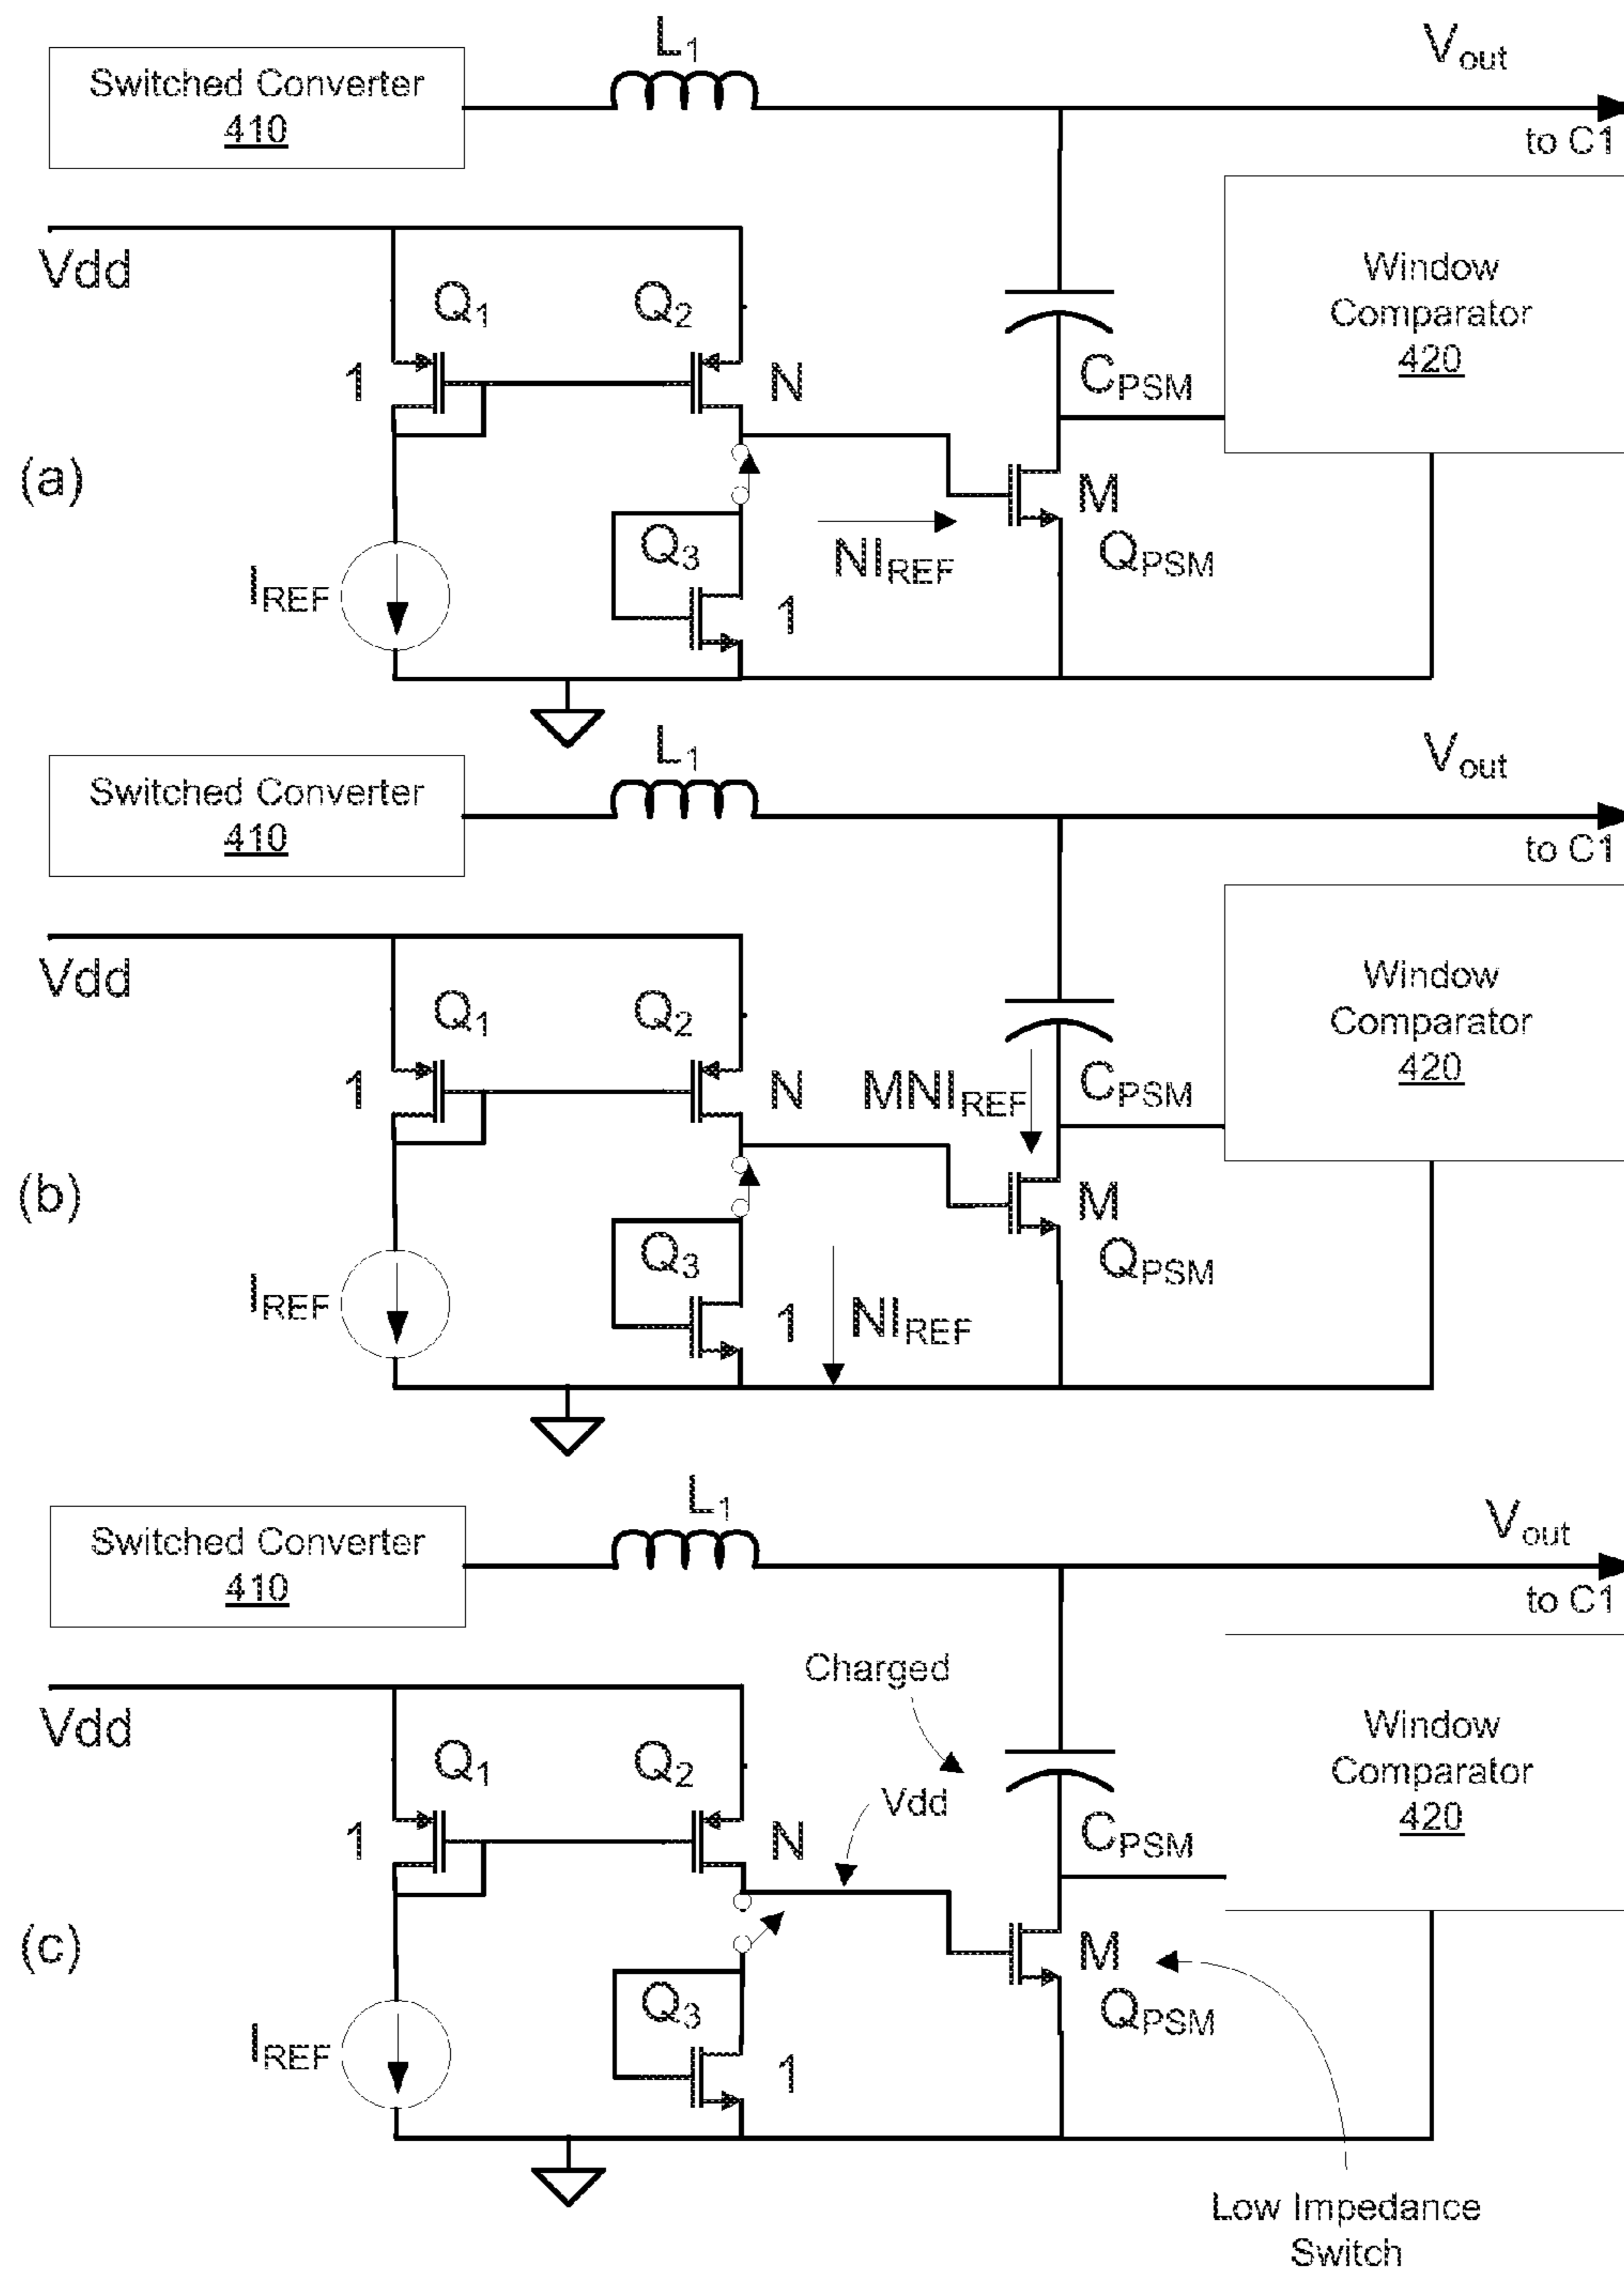 L1
Vout
Switched Converter
410
to C1
Vdd
Q1
Q2
Window
Comparator
420
1
N
CPSM
(a)
M
Q3
NIREF
QPSM
IREF
1
L1
Vout
Switched Converter
410
to C1
Vdd
Q1
Q2
Window
Comparator
420
1
N
MNIREF
CPSM
(b)
M
Q3
QPSM
IREF
1
NIREF
L1
Vout
Switched Converter
410
to C1
Charged
Vdd
Q1
Q2
Vdd
Window
Comparator
420
1
N
CPSM
(c)
M
Q3
QPSM
IREF
1
Low Impedance
Switch